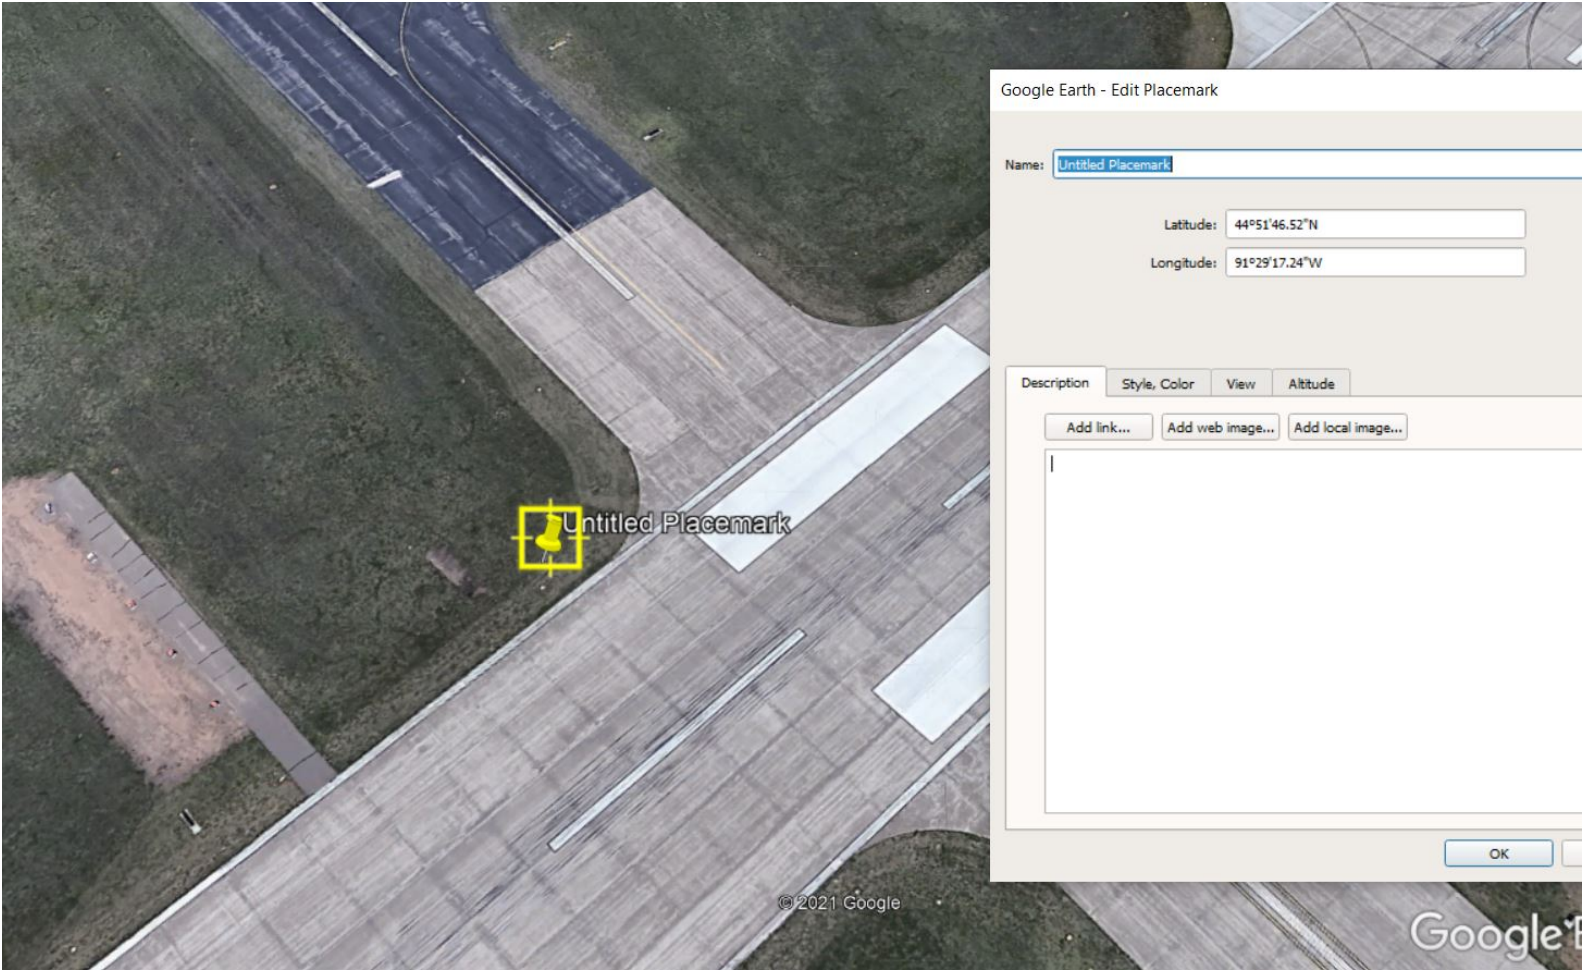 Google Earth - Edit Placemark
Name: Untitled Placemark
Latitude: 44°51'46.52"N
Longitude: 91°29'17.24"W
Description Style, Color View Altitude
Add link... Add web image... Add local image...
Untitled Placemark
OK
© 2021 Google
Google E